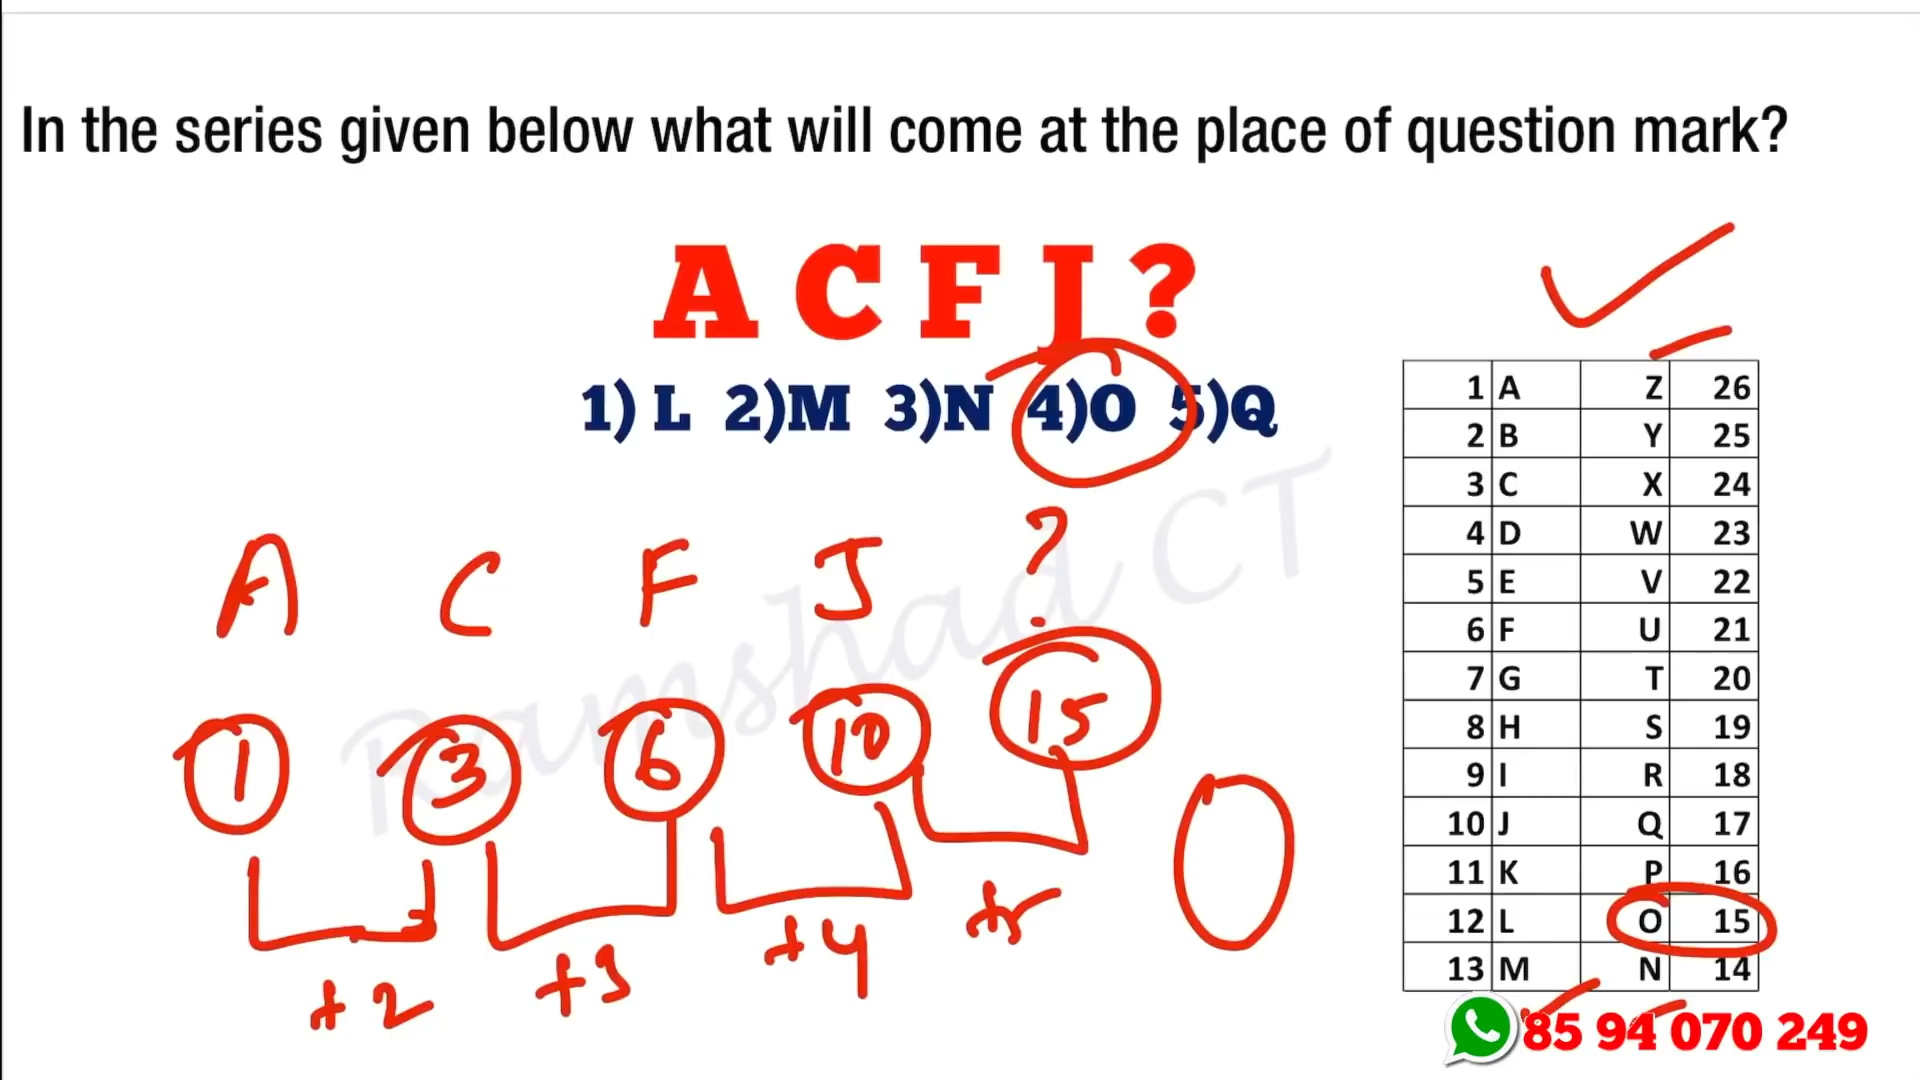 In the series given below what will come at the place of question mark?
A C F J ?
1) L 2)M 3)N 4)O 5)Q
A C F J ?
1 3 6 10 15
+2 +3 +4 +5
O
1 A Z 26
2 B Y 25
3 C X 24
4 D W 23
5 E V 22
6 F U 21
7 G T 20
8 H S 19
9 I R 18
10 J Q 17
11 K P 16
12 L O 15
13 M N 14
Ramshad CT
85 94 070 249